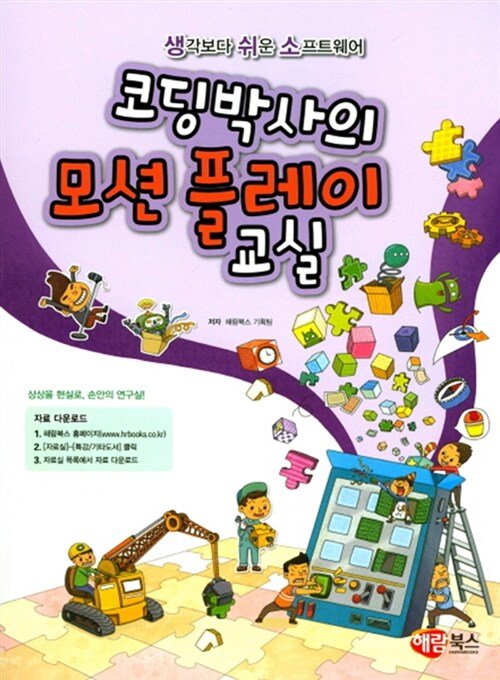 생각보다 쉬운 소프트웨어
코딩박사의
모션 플레이
교실
저자 해람북스 기획팀
상상을 현실로, 손안의 연구실!
자료 다운로드
1. 해람북스 홈페이지(www.hrbooks.co.kr)
2. [자료실]-[특강/기타도서] 클릭
3. 자료실 목록에서 자료 다운로드
해람북스
HAERAMBOOKS